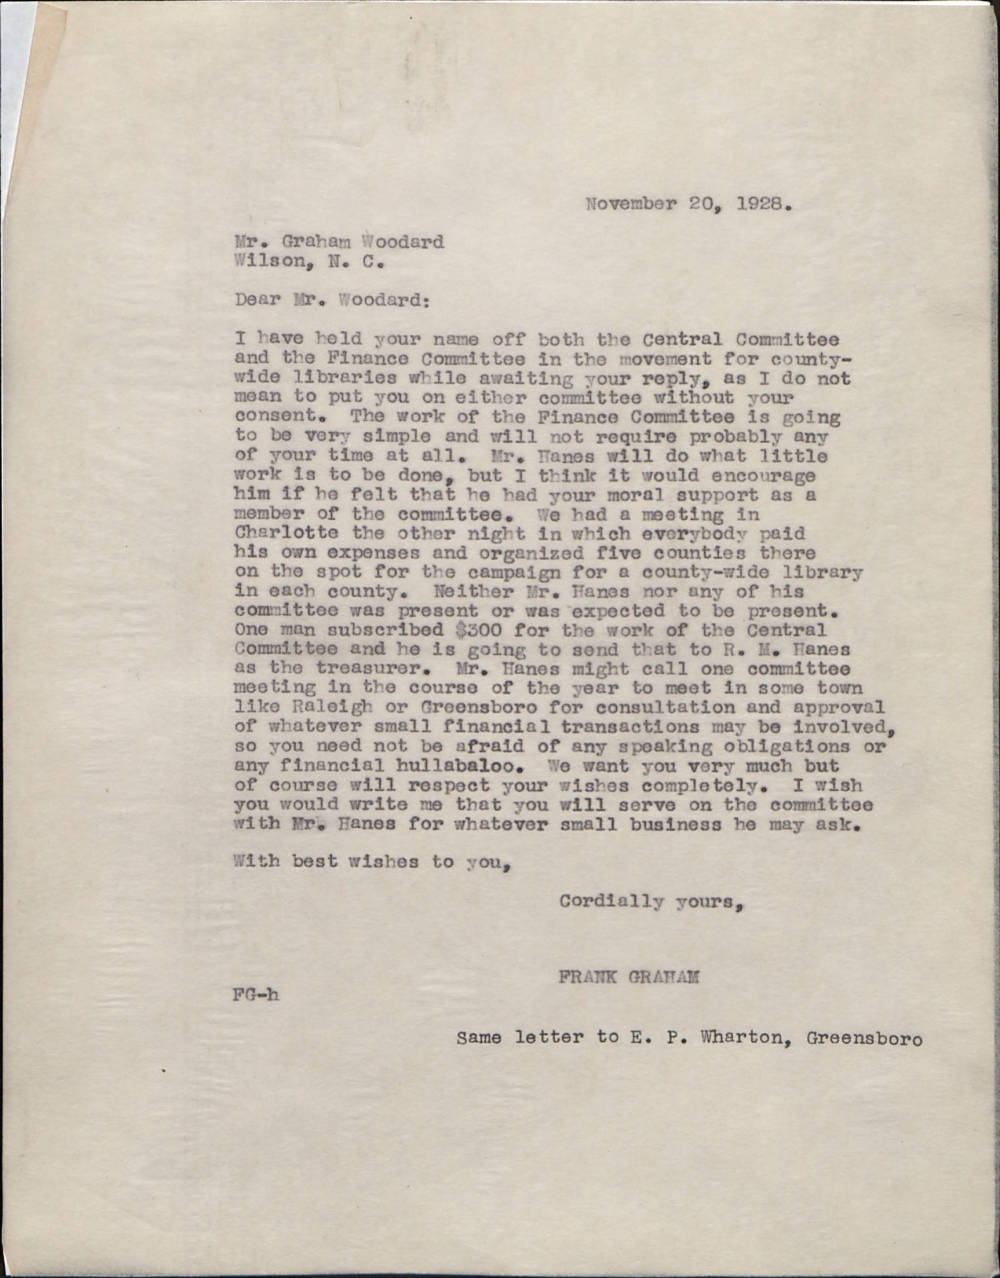 November 20, 1928.
Mr. Graham Woodard
Wilson, N. C.
Dear Mr. Woodard:
I have held your name off both the Central Committee
and the Finance Committee in the movement for county-
wide libraries while awaiting your reply, as I do not
mean to put you on either committee without your
consent. The work of the Finance Committee is going
to be very simple and will not require probably any
of your time at all. Mr. Hanes will do what little
work is to be done, but I think it would encourage
him if he felt that he had your moral support as a
member of the committee. We had a meeting in
Charlotte the other night in which everybody paid
his own expenses and organized five counties there
on the spot for the campaign for a county-wide library
in each county. Neither Mr. Hanes nor any of his
committee was present or was expected to be present.
One man subscribed $300 for the work of the Central
Committee and he is going to send that to R. M. Hanes
as the treasurer. Mr. Hanes might call one committee
meeting in the course of the year to meet in some town
like Raleigh or Greensboro for consultation and approval
of whatever small financial transactions may be involved,
so you need not be afraid of any speaking obligations or
any financial hullabaloo. We want you very much but
of course will respect your wishes completely. I wish
you would write me that you will serve on the committee
with Mr. Hanes for whatever small business he may ask.
With best wishes to you,
Cordially yours,
FRANK GRAHAM
FG-h
Same letter to E. P. Wharton, Greensboro